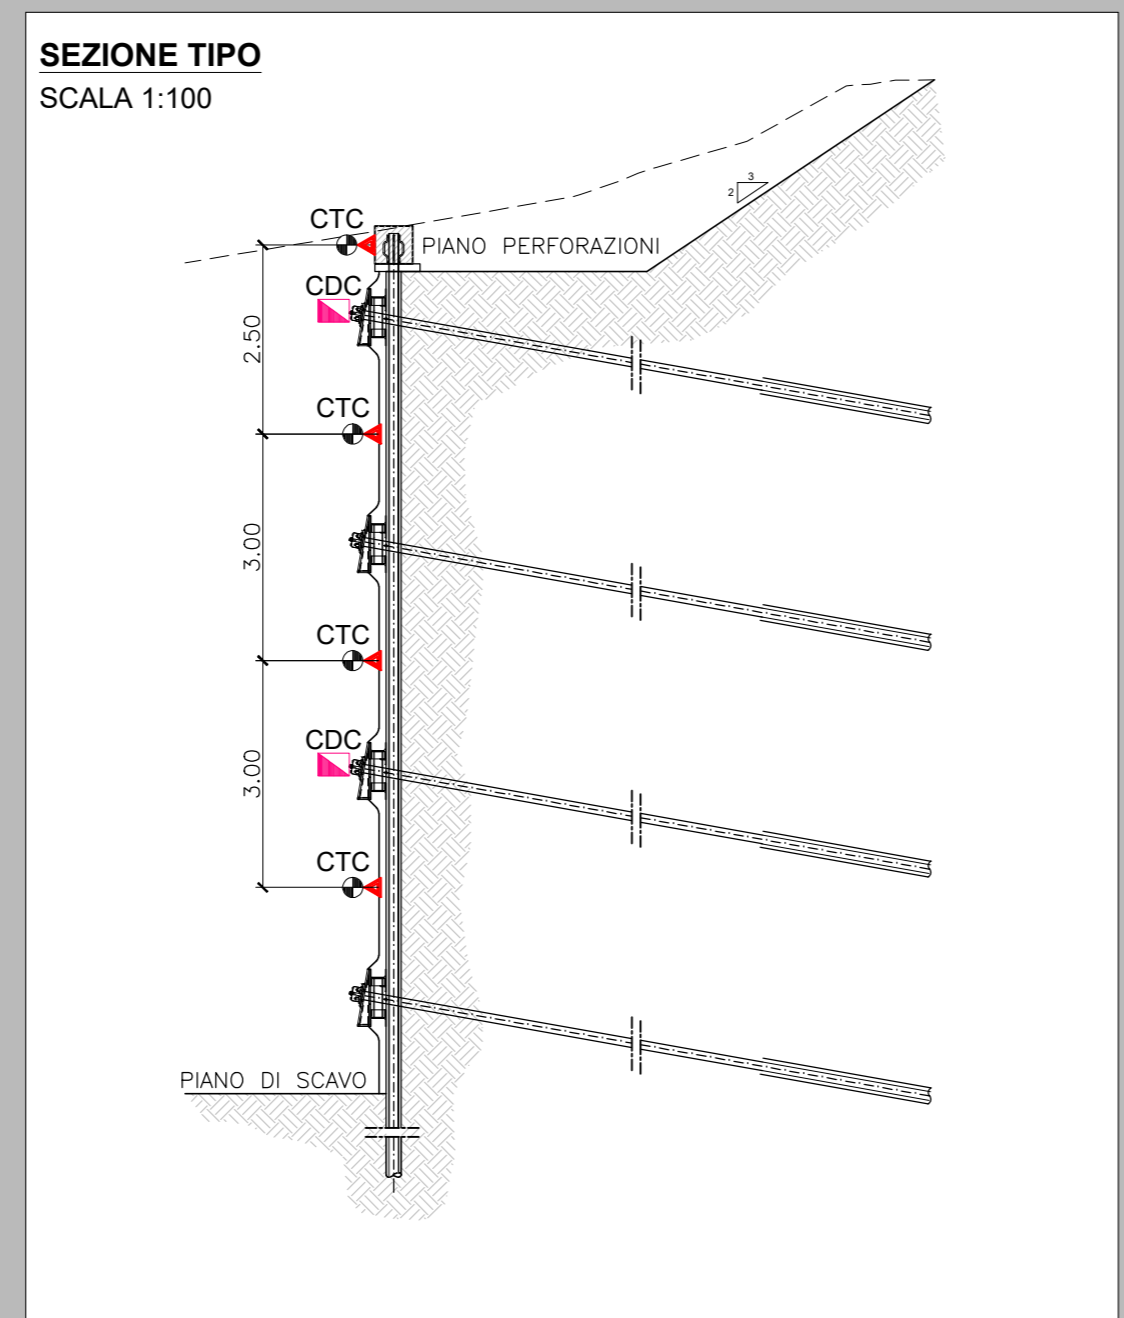 SEZIONE TIPO
SCALA 1:100
3
2
CTC
PIANO PERFORAZIONI
CDC
2.50
CTC
3.00
CTC
CDC
3.00
CTC
PIANO DI SCAVO